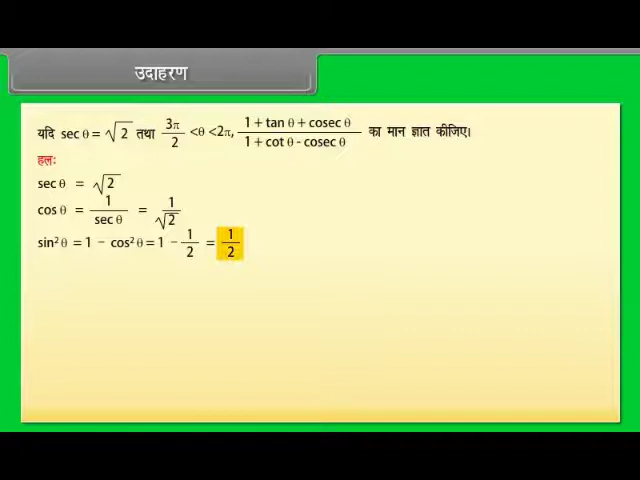 उदाहरण
यदि sec θ = √2 तथा 3π/2 <θ <2π, (1 + tan θ + cosec θ)/(1 + cot θ - cosec θ) का मान ज्ञात कीजिए।
हलः
sec θ = √2
cos θ = 1/sec θ = 1/√2
sin² θ = 1 − cos² θ = 1 − 1/2 = 1/2